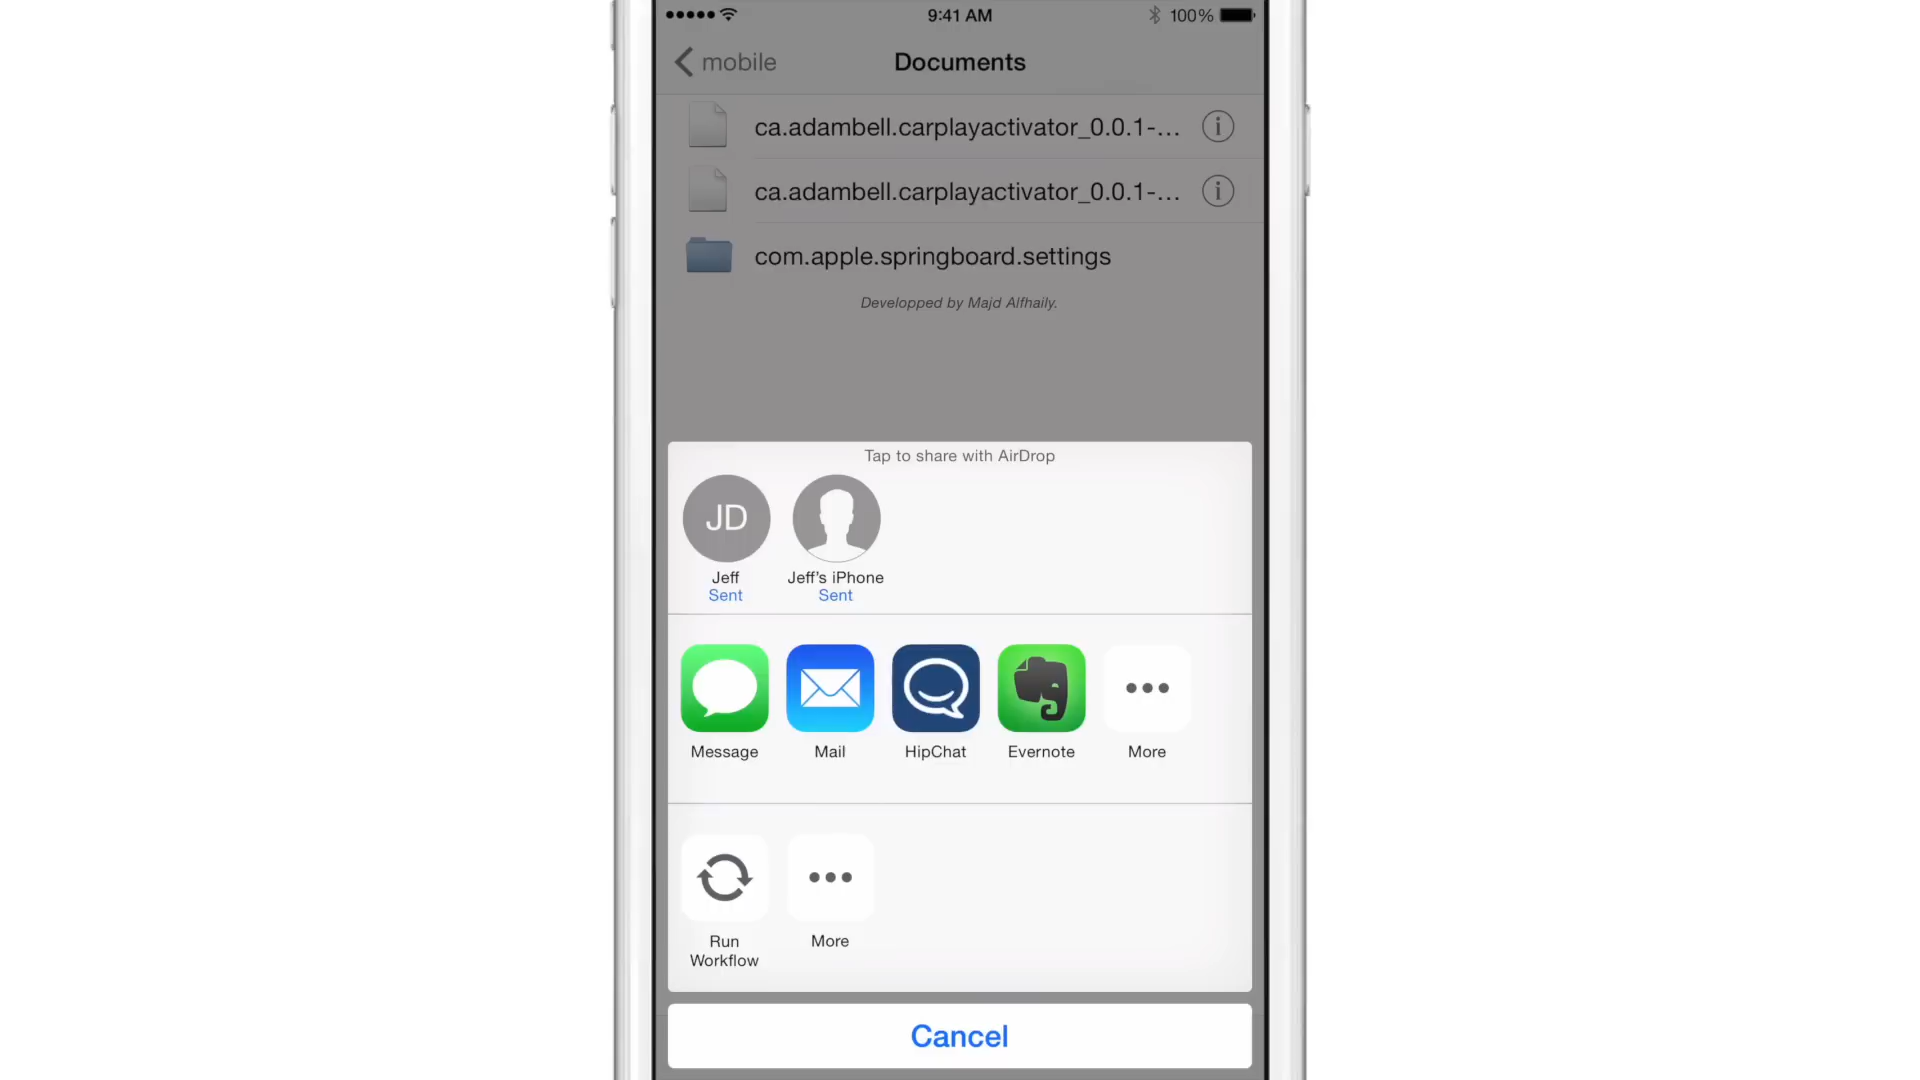 9:41 AM
100%
mobile
Documents
ca.adambell.carplayactivator_0.0.1-...
ca.adambell.carplayactivator_0.0.1-...
com.apple.springboard.settings
Developped by Majd Alfhaily.
Tap to share with AirDrop
JD
Jeff
Sent
Jeff's iPhone
Sent
Message
Mail
HipChat
Evernote
More
Run
Workflow
More
Cancel